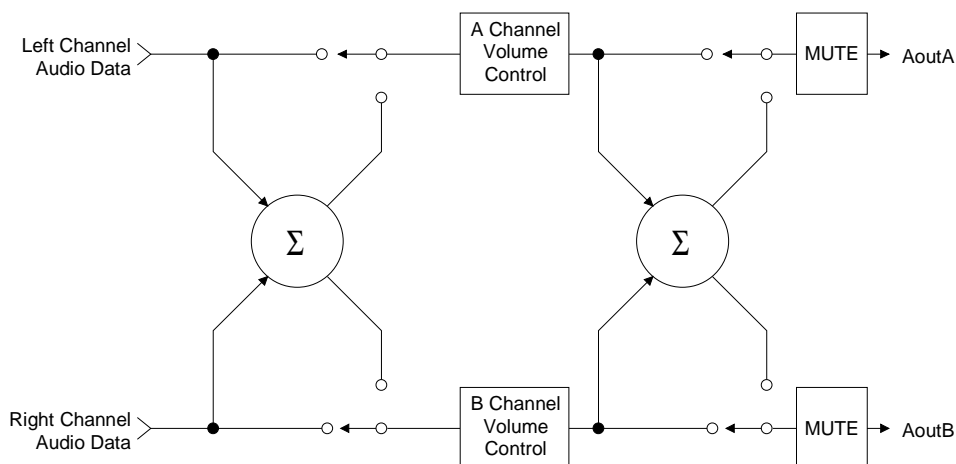 Left Channel
Audio Data
A Channel
Volume
Control
MUTE
AoutA
Σ
Σ
Right Channel
Audio Data
B Channel
Volume
Control
MUTE
AoutB